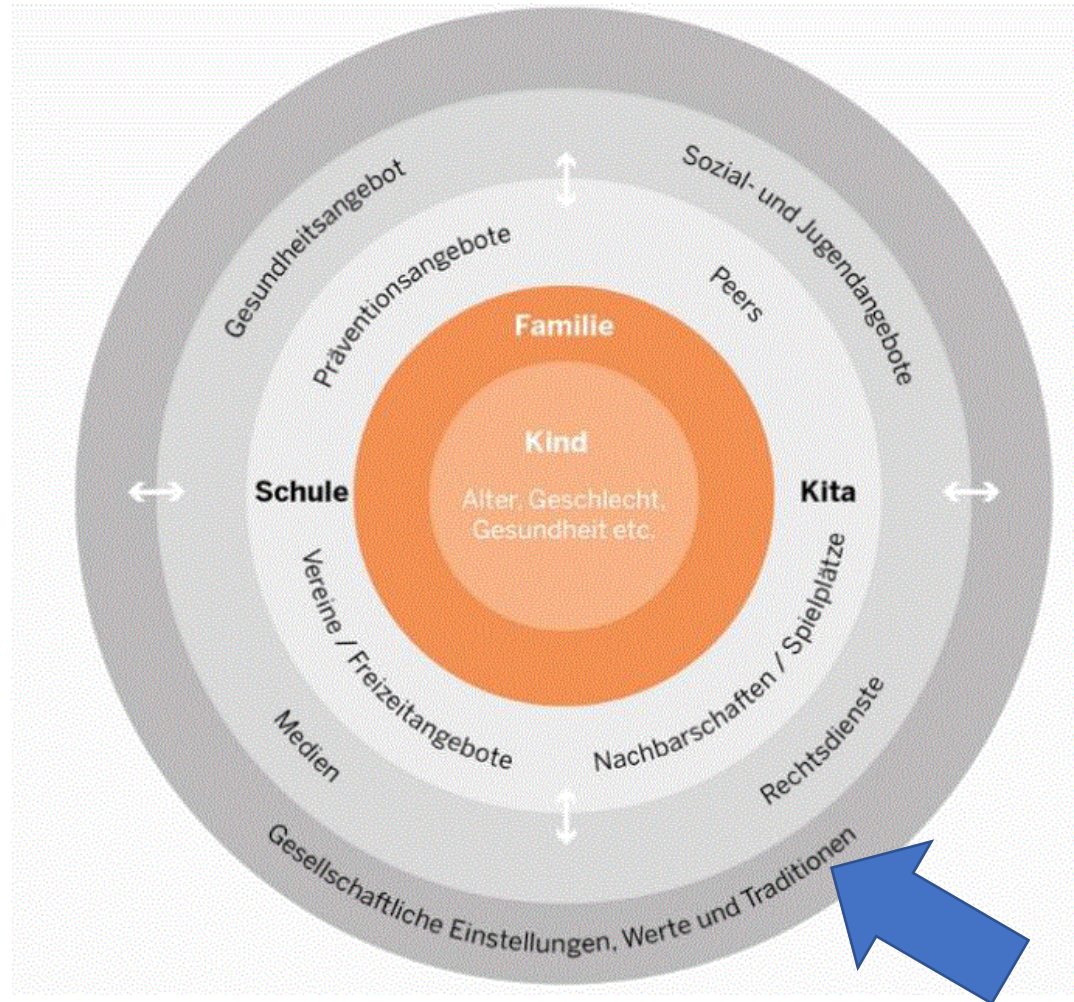 Gesundheitsangebot
Sozial- und Jugendangebote
Präventionsangebote
Peers
Familie
Kind
Alter, Geschlecht,
Gesundheit etc.
Schule
Kita
Vereine / Freizeitangebote
Nachbarschaften / Spielplätze
Medien
Rechtsdienste
Gesellschaftliche Einstellungen, Werte und Traditionen